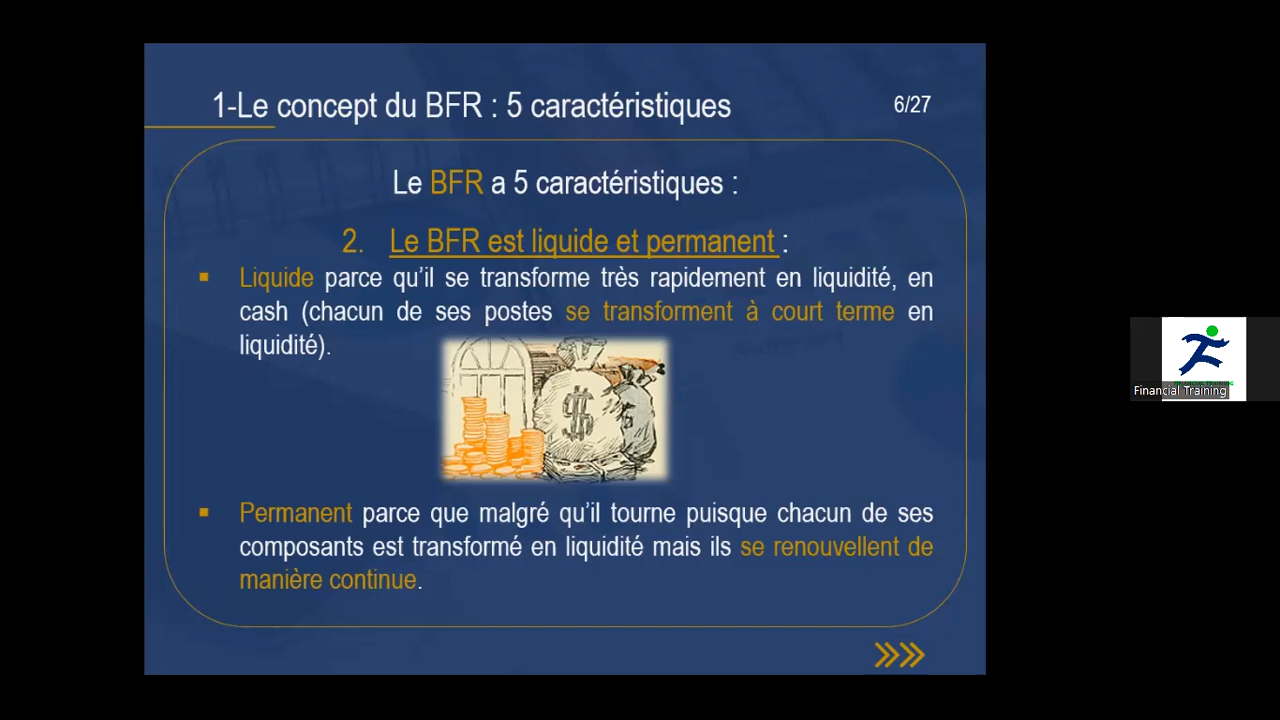 1-Le concept du BFR : 5 caractéristiques
6/27
Le BFR a 5 caractéristiques :
2. Le BFR est liquide et permanent :
▪ Liquide parce qu'il se transforme très rapidement en liquidité, en
cash (chacun de ses postes se transforment à court terme en
liquidité).
▪ Permanent parce que malgré qu'il tourne puisque chacun de ses
composants est transformé en liquidité mais ils se renouvellent de
manière continue.
Financial Training